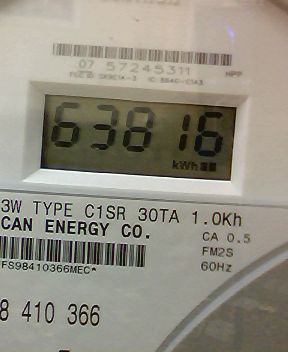 07 57245311
HPP
63816
kWh
3W TYPE C1SR 30TA 1.0Kh
CAN ENERGY CO.
CA 0.5
FM2S
*FS98410366MEC*
60Hz
8 410 366